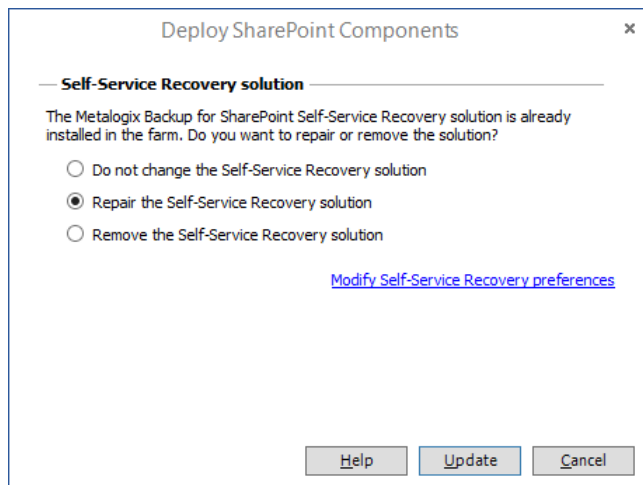 Deploy SharePoint Components
Self-Service Recovery solution
The Metalogix Backup for SharePoint Self-Service Recovery solution is already
installed in the farm. Do you want to repair or remove the solution?
Do not change the Self-Service Recovery solution
Repair the Self-Service Recovery solution
Remove the Self-Service Recovery solution
Modify Self-Service Recovery preferences
Help Update Cancel